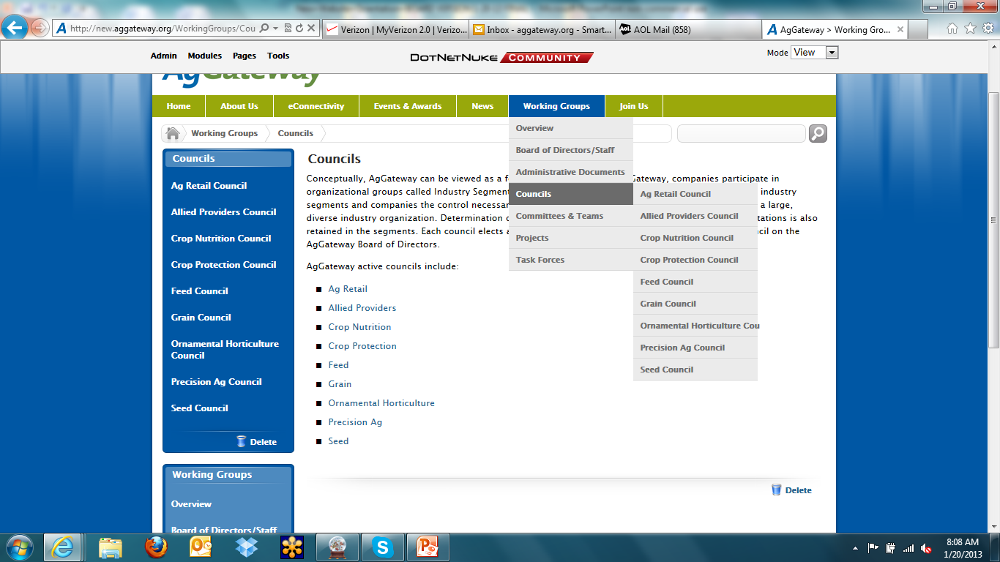 http://new.aggateway.org/WorkingGroups/Cou
Verizon | MyVerizon 2.0 | Verizo...
Inbox - aggateway.org - Smart...
Aol. AOL Mail (858)
AgGateway > Working Gro...
Admin Modules Pages Tools
DOTNETNUKE COMMUNITY
Mode View
AgGateway
Home About Us eConnectivity Events & Awards News Working Groups Join Us
Working Groups Councils
Overview
Board of Directors/Staff
Administrative Documents
Councils
Committees & Teams
Projects
Task Forces
Ag Retail Council
Allied Providers Council
Crop Nutrition Council
Crop Protection Council
Feed Council
Grain Council
Ornamental Horticulture Cou
Precision Ag Council
Seed Council
Councils
Ag Retail Council
Allied Providers Council
Crop Nutrition Council
Crop Protection Council
Feed Council
Grain Council
Ornamental Horticulture
Council
Precision Ag Council
Seed Council
Delete
Working Groups
Overview
Board of Directors/Staff
Councils
Conceptually, AgGateway can be viewed as a f Gateway, companies participate in
organizational groups called Industry Segmen industry
segments and companies the control necessar a large,
diverse industry organization. Determination o tations is also
retained in the segments. Each council elects a cil on the
AgGateway Board of Directors.
AgGateway active councils include:
Ag Retail
Allied Providers
Crop Nutrition
Crop Protection
Feed
Grain
Ornamental Horticulture
Precision Ag
Seed
Delete
8:08 AM
1/20/2013